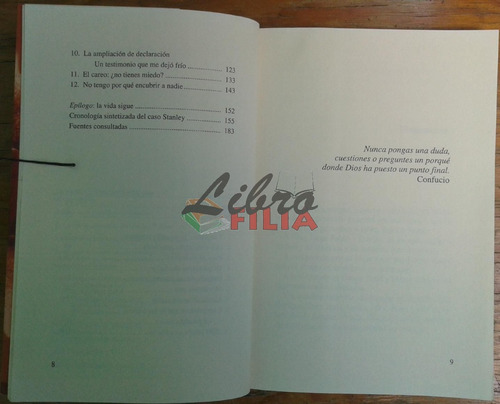 10. La ampliación de declaración
Un testimonio que me dejó frío 123
11. El careo: ¿no tienes miedo? 133
12. No tengo por qué encubrir a nadie 143
Epílogo: la vida sigue 152
Cronología sintetizada del caso Stanley 155
Fuentes consultadas 183
8
Nunca pongas una duda,
cuestiones o preguntes un porqué
donde Dios ha puesto un punto final.
Confucio
Libro
FILIA
9